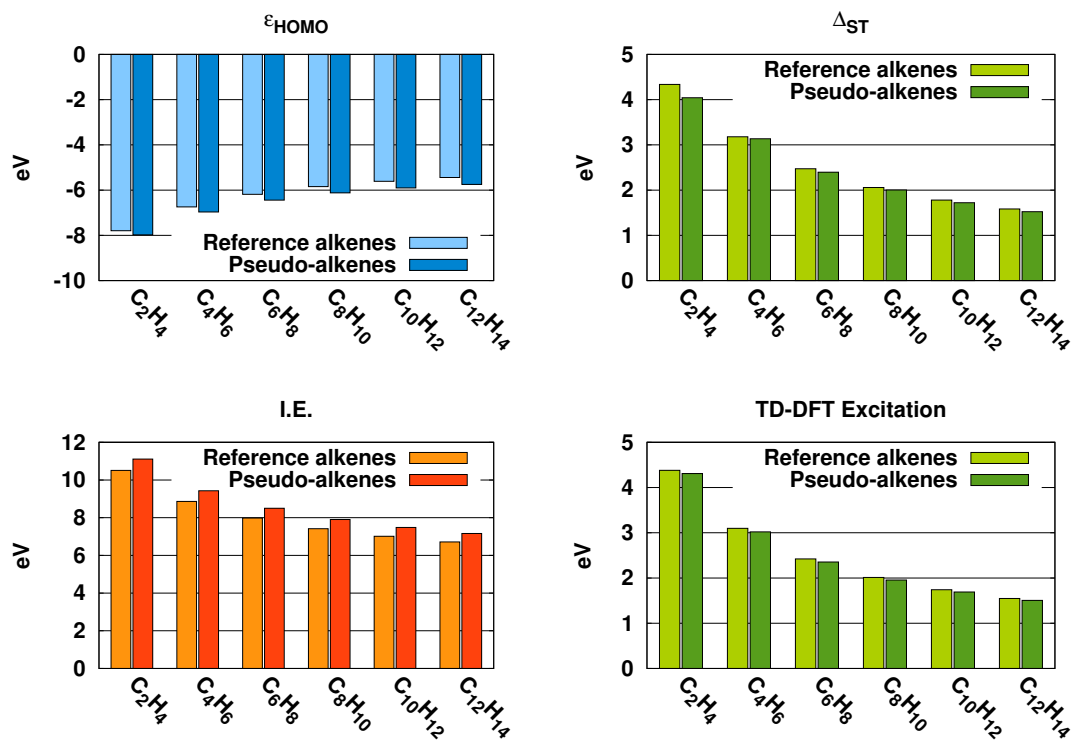 εHOMO
eV
0
-2
-4
-6
-8
-10
Reference alkenes
Pseudo-alkenes
C2H4
C4H6
C6H8
C8H10
C10H12
C12H14
ΔST
eV
5
4
3
2
1
0
Reference alkenes
Pseudo-alkenes
C2H4
C4H6
C6H8
C8H10
C10H12
C12H14
I.E.
eV
12
10
8
6
4
2
0
Reference alkenes
Pseudo-alkenes
C2H4
C4H6
C6H8
C8H10
C10H12
C12H14
TD-DFT Excitation
eV
5
4
3
2
1
0
Reference alkenes
Pseudo-alkenes
C2H4
C4H6
C6H8
C8H10
C10H12
C12H14